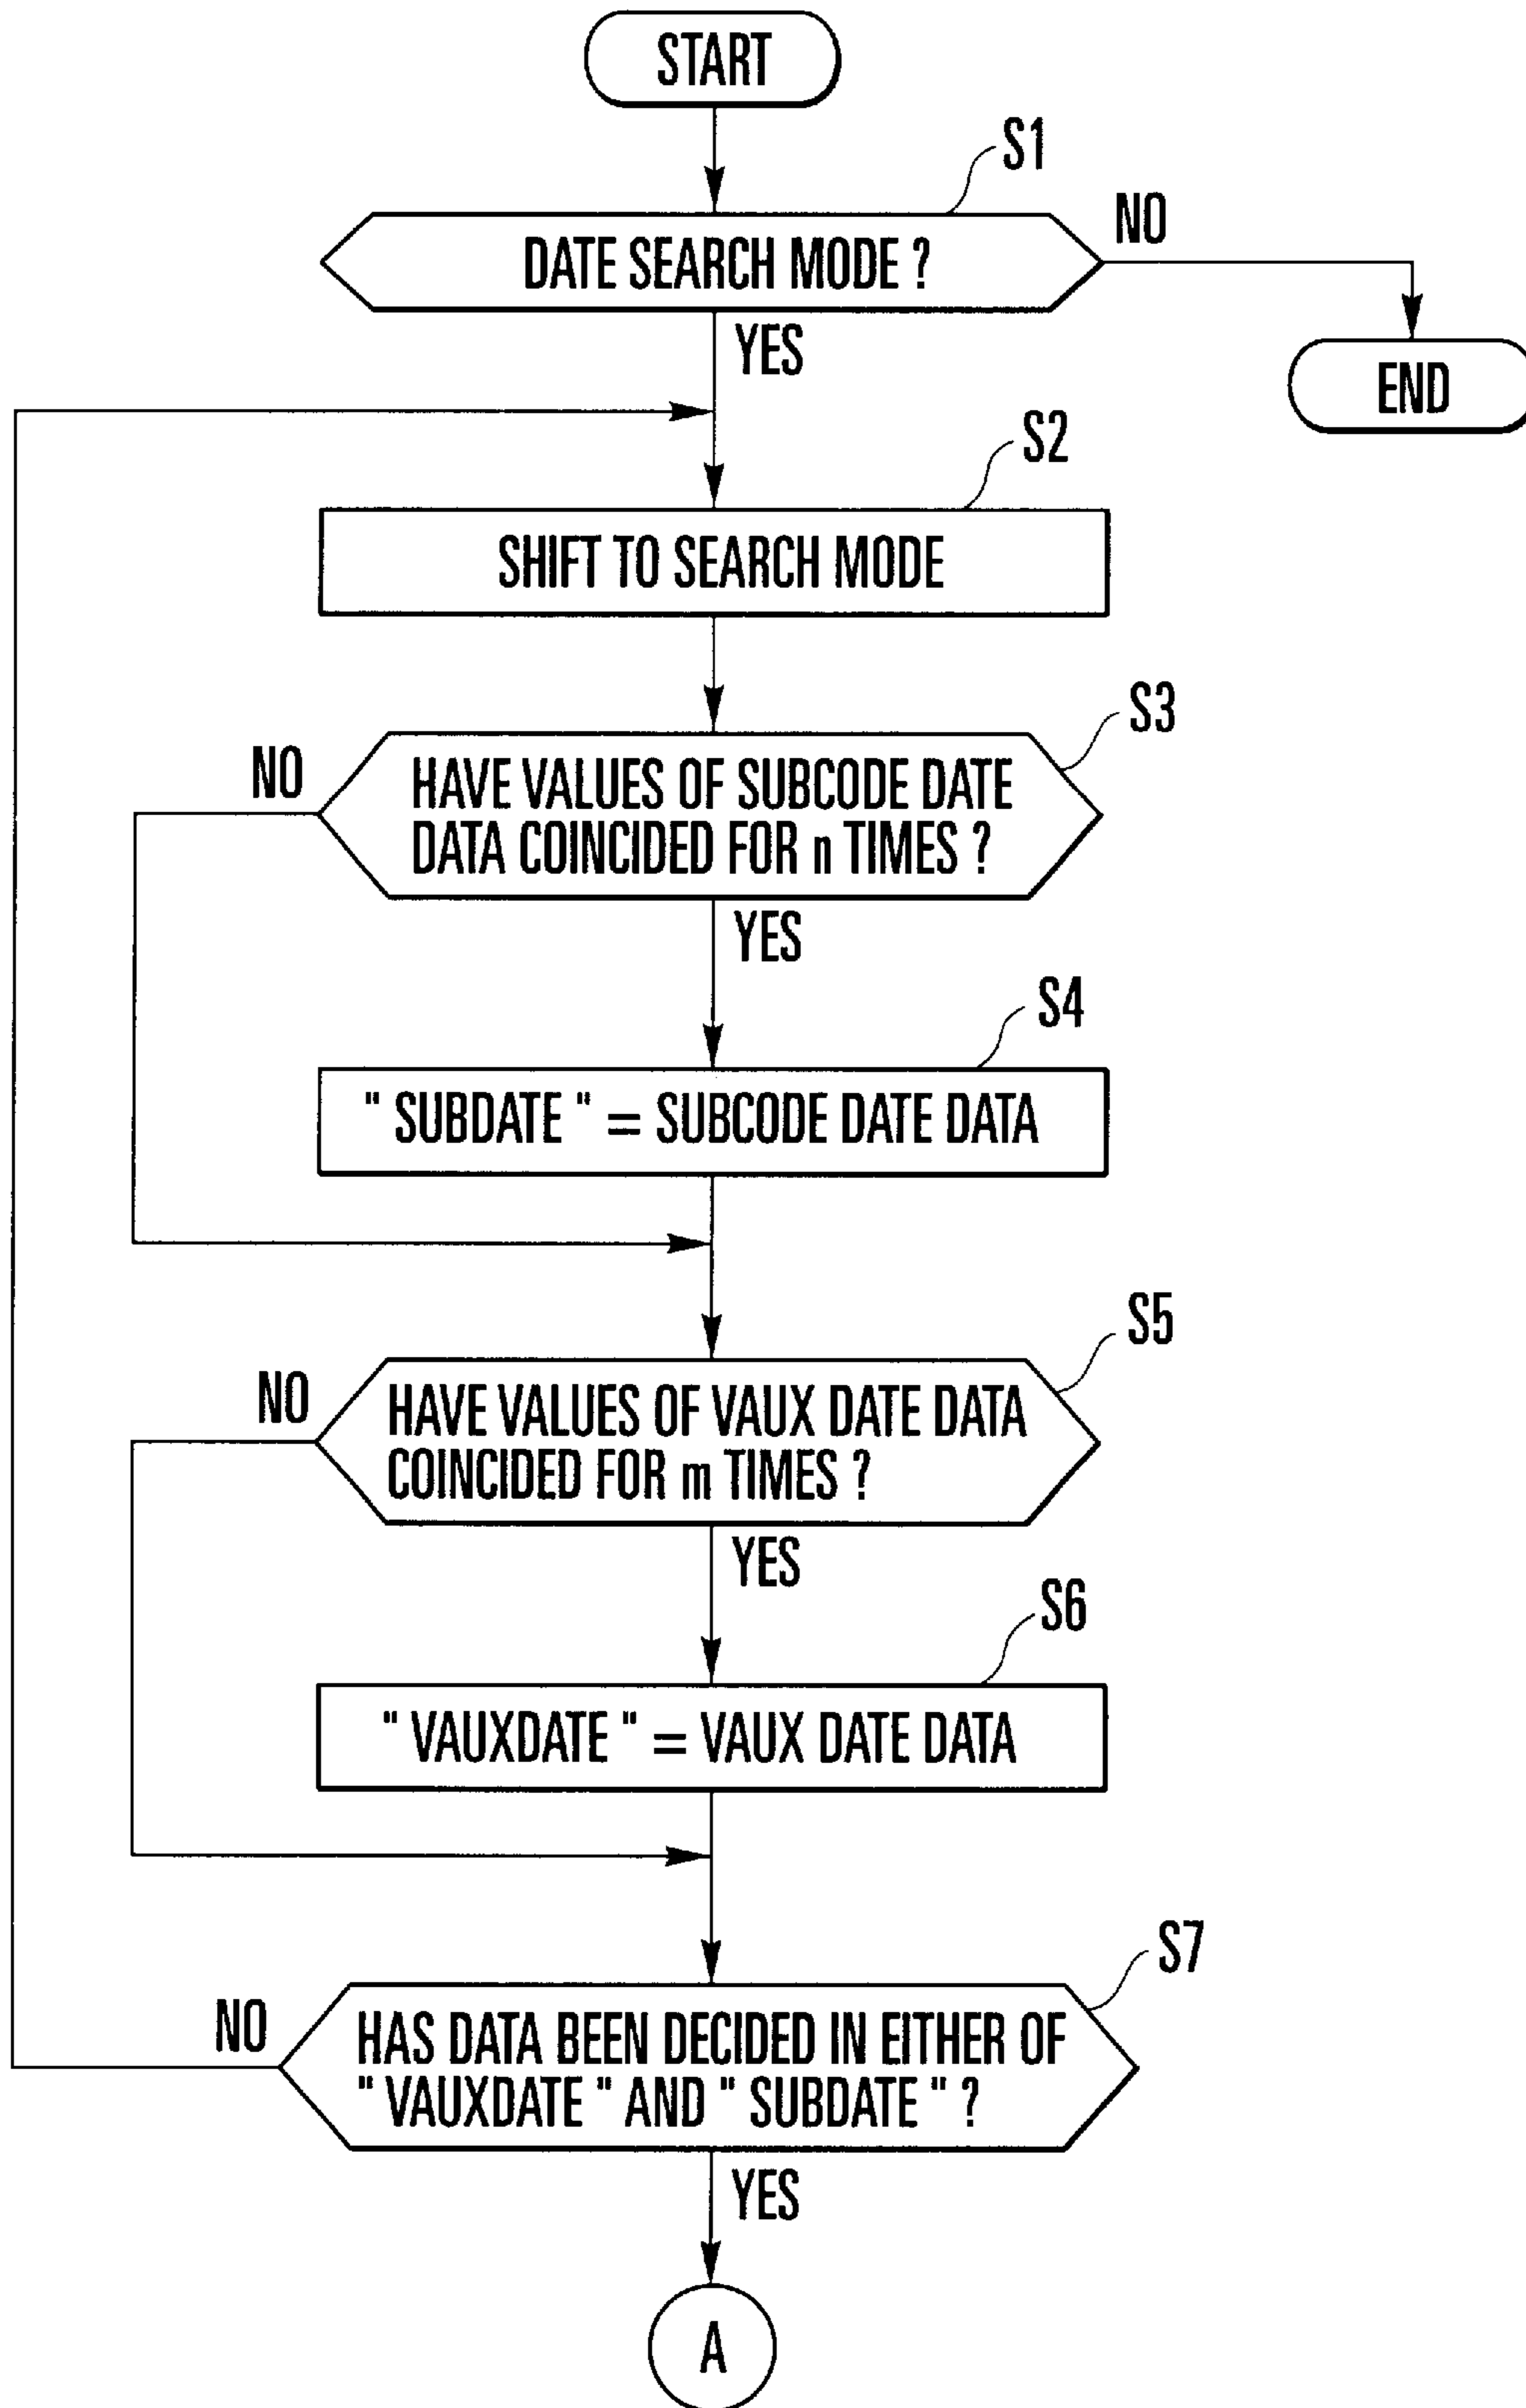 START
S1
DATE SEARCH MODE ?
NO
YES
END
S2
SHIFT TO SEARCH MODE
S3
NO
HAVE VALUES OF SUBCODE DATE
DATA COINCIDED FOR n TIMES ?
YES
S4
" SUBDATE " = SUBCODE DATE DATA
S5
NO
HAVE VALUES OF VAUX DATE DATA
COINCIDED FOR m TIMES ?
YES
S6
" VAUXDATE " = VAUX DATE DATA
S7
NO
HAS DATA BEEN DECIDED IN EITHER OF
" VAUXDATE " AND " SUBDATE " ?
YES
A